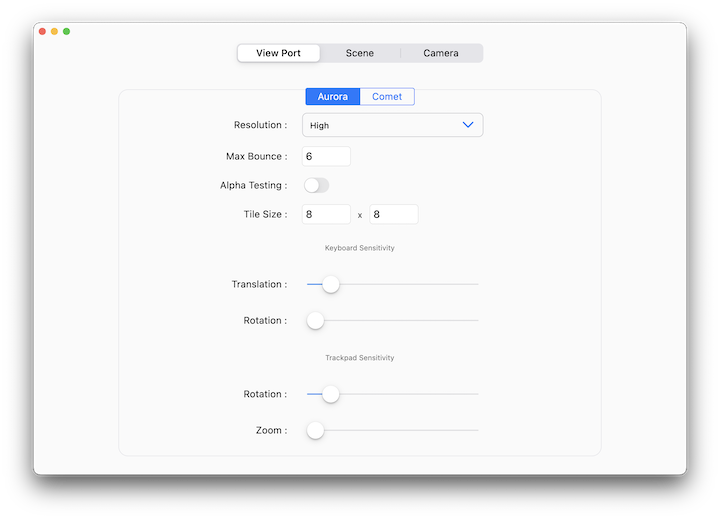 View Port Scene Camera
Aurora Comet
Resolution : High
Max Bounce : 6
Alpha Testing :
Tile Size : 8 x 8
Keyboard Sensitivity
Translation :
Rotation :
Trackpad Sensitivity
Rotation :
Zoom :